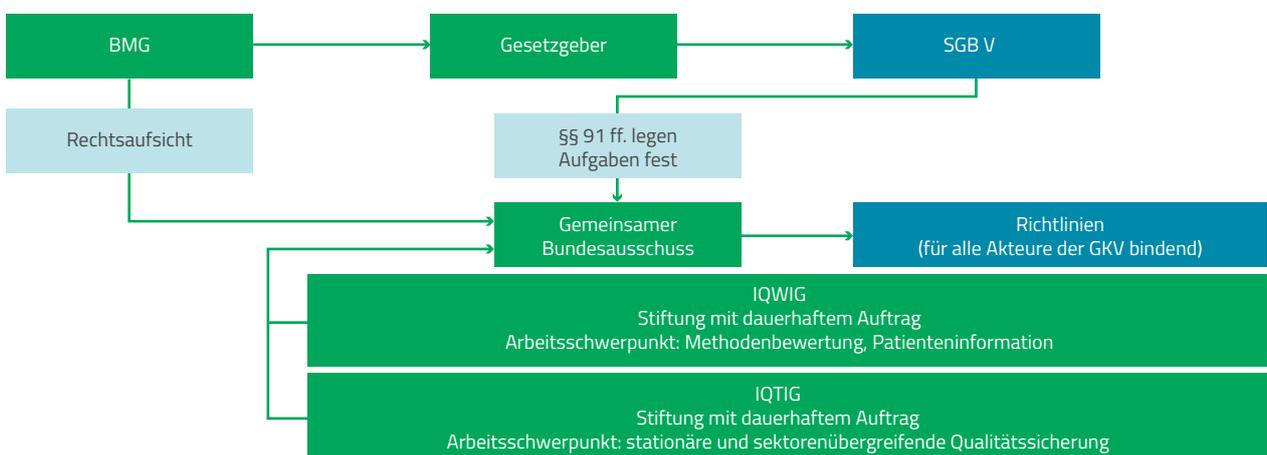 BMG
Gesetzgeber
SGB V
Rechtsaufsicht
§§ 91 ff. legen
Aufgaben fest
Gemeinsamer
Bundesausschuss
Richtlinien
(für alle Akteure der GKV bindend)
IQWIG
Stiftung mit dauerhaftem Auftrag
Arbeitsschwerpunkt: Methodenbewertung, Patienteninformation
IQTIG
Stiftung mit dauerhaftem Auftrag
Arbeitsschwerpunkt: stationäre und sektorenübergreifende Qualitätssicherung